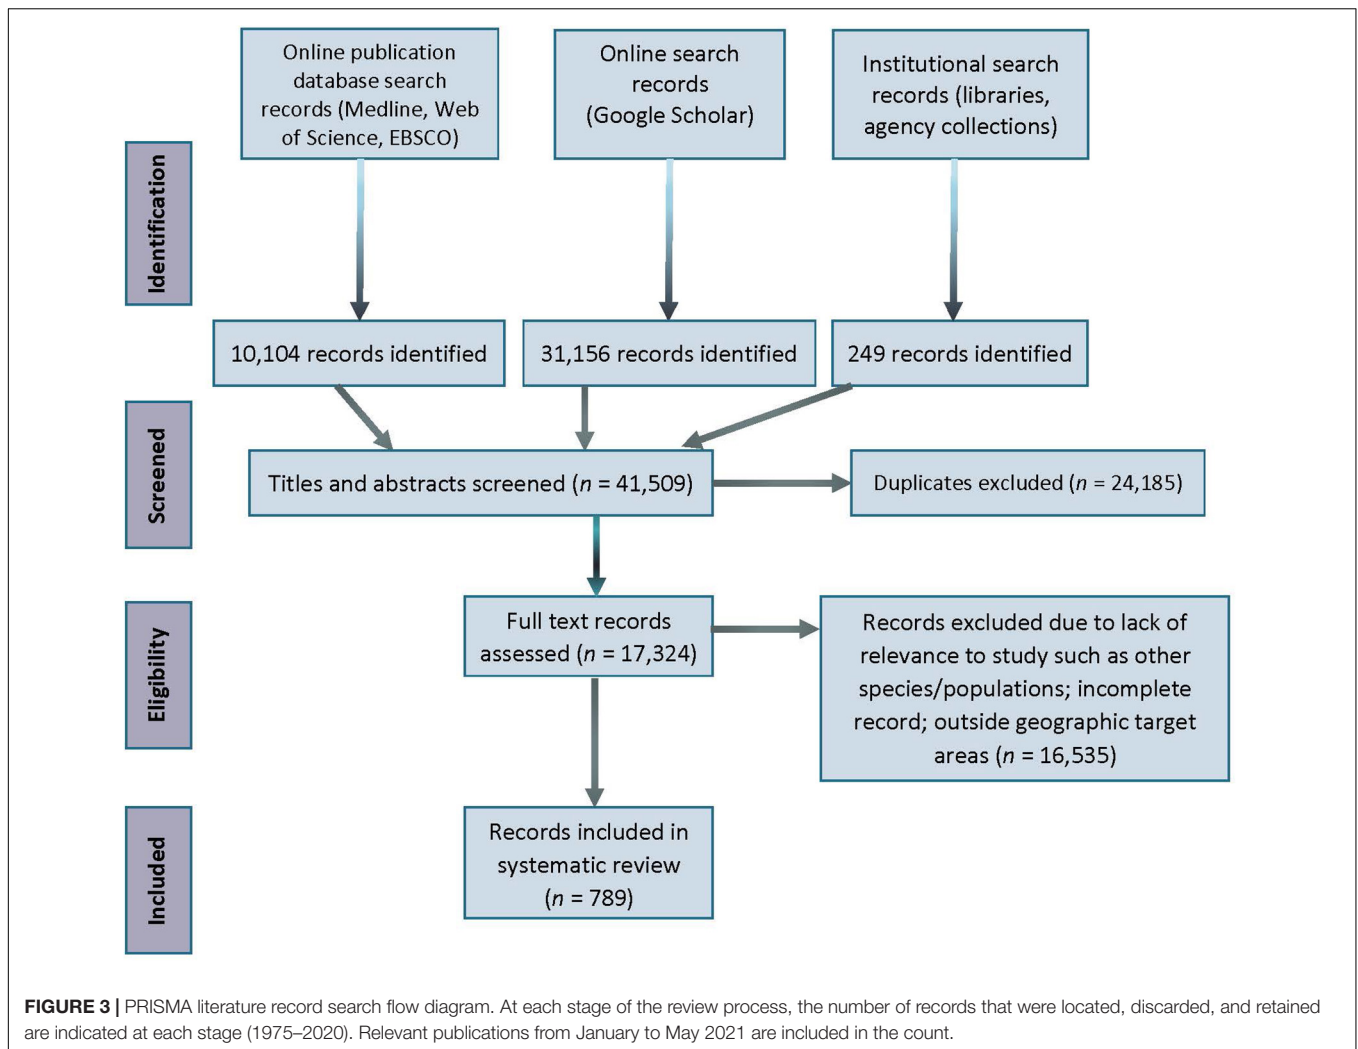 Online publication
database search
records (Medline, Web
of Science, EBSCO)
Online search
records
(Google Scholar)
Institutional search
records (libraries,
agency collections)
Identification
10,104 records identified
31,156 records identified
249 records identified
Screened
Titles and abstracts screened (n = 41,509)
Duplicates excluded (n = 24,185)
Eligibility
Full text records
assessed (n = 17,324)
Records excluded due to lack of
relevance to study such as other
species/populations; incomplete
record; outside geographic target
areas (n = 16,535)
Included
Records included in
systematic review
(n = 789)
FIGURE 3 | PRISMA literature record search flow diagram. At each stage of the review process, the number of records that were located, discarded, and retained
are indicated at each stage (1975–2020). Relevant publications from January to May 2021 are included in the count.